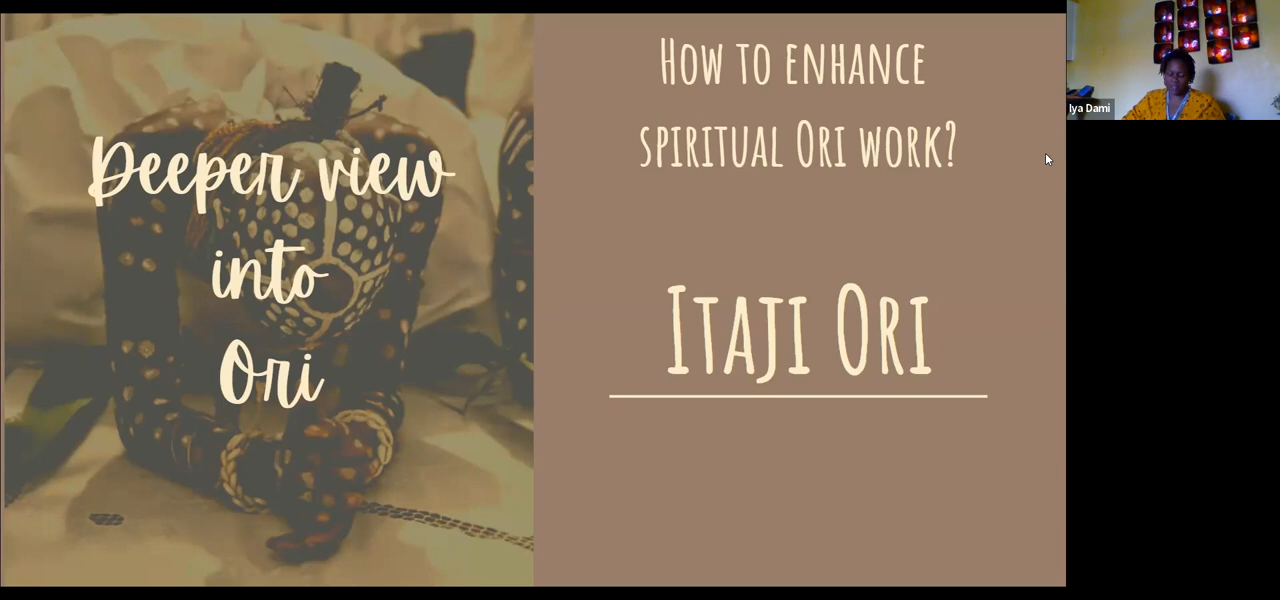 Deeper view
into
Ori
How to enhance
spiritual Ori work?
Itaji Ori
Iya Dami